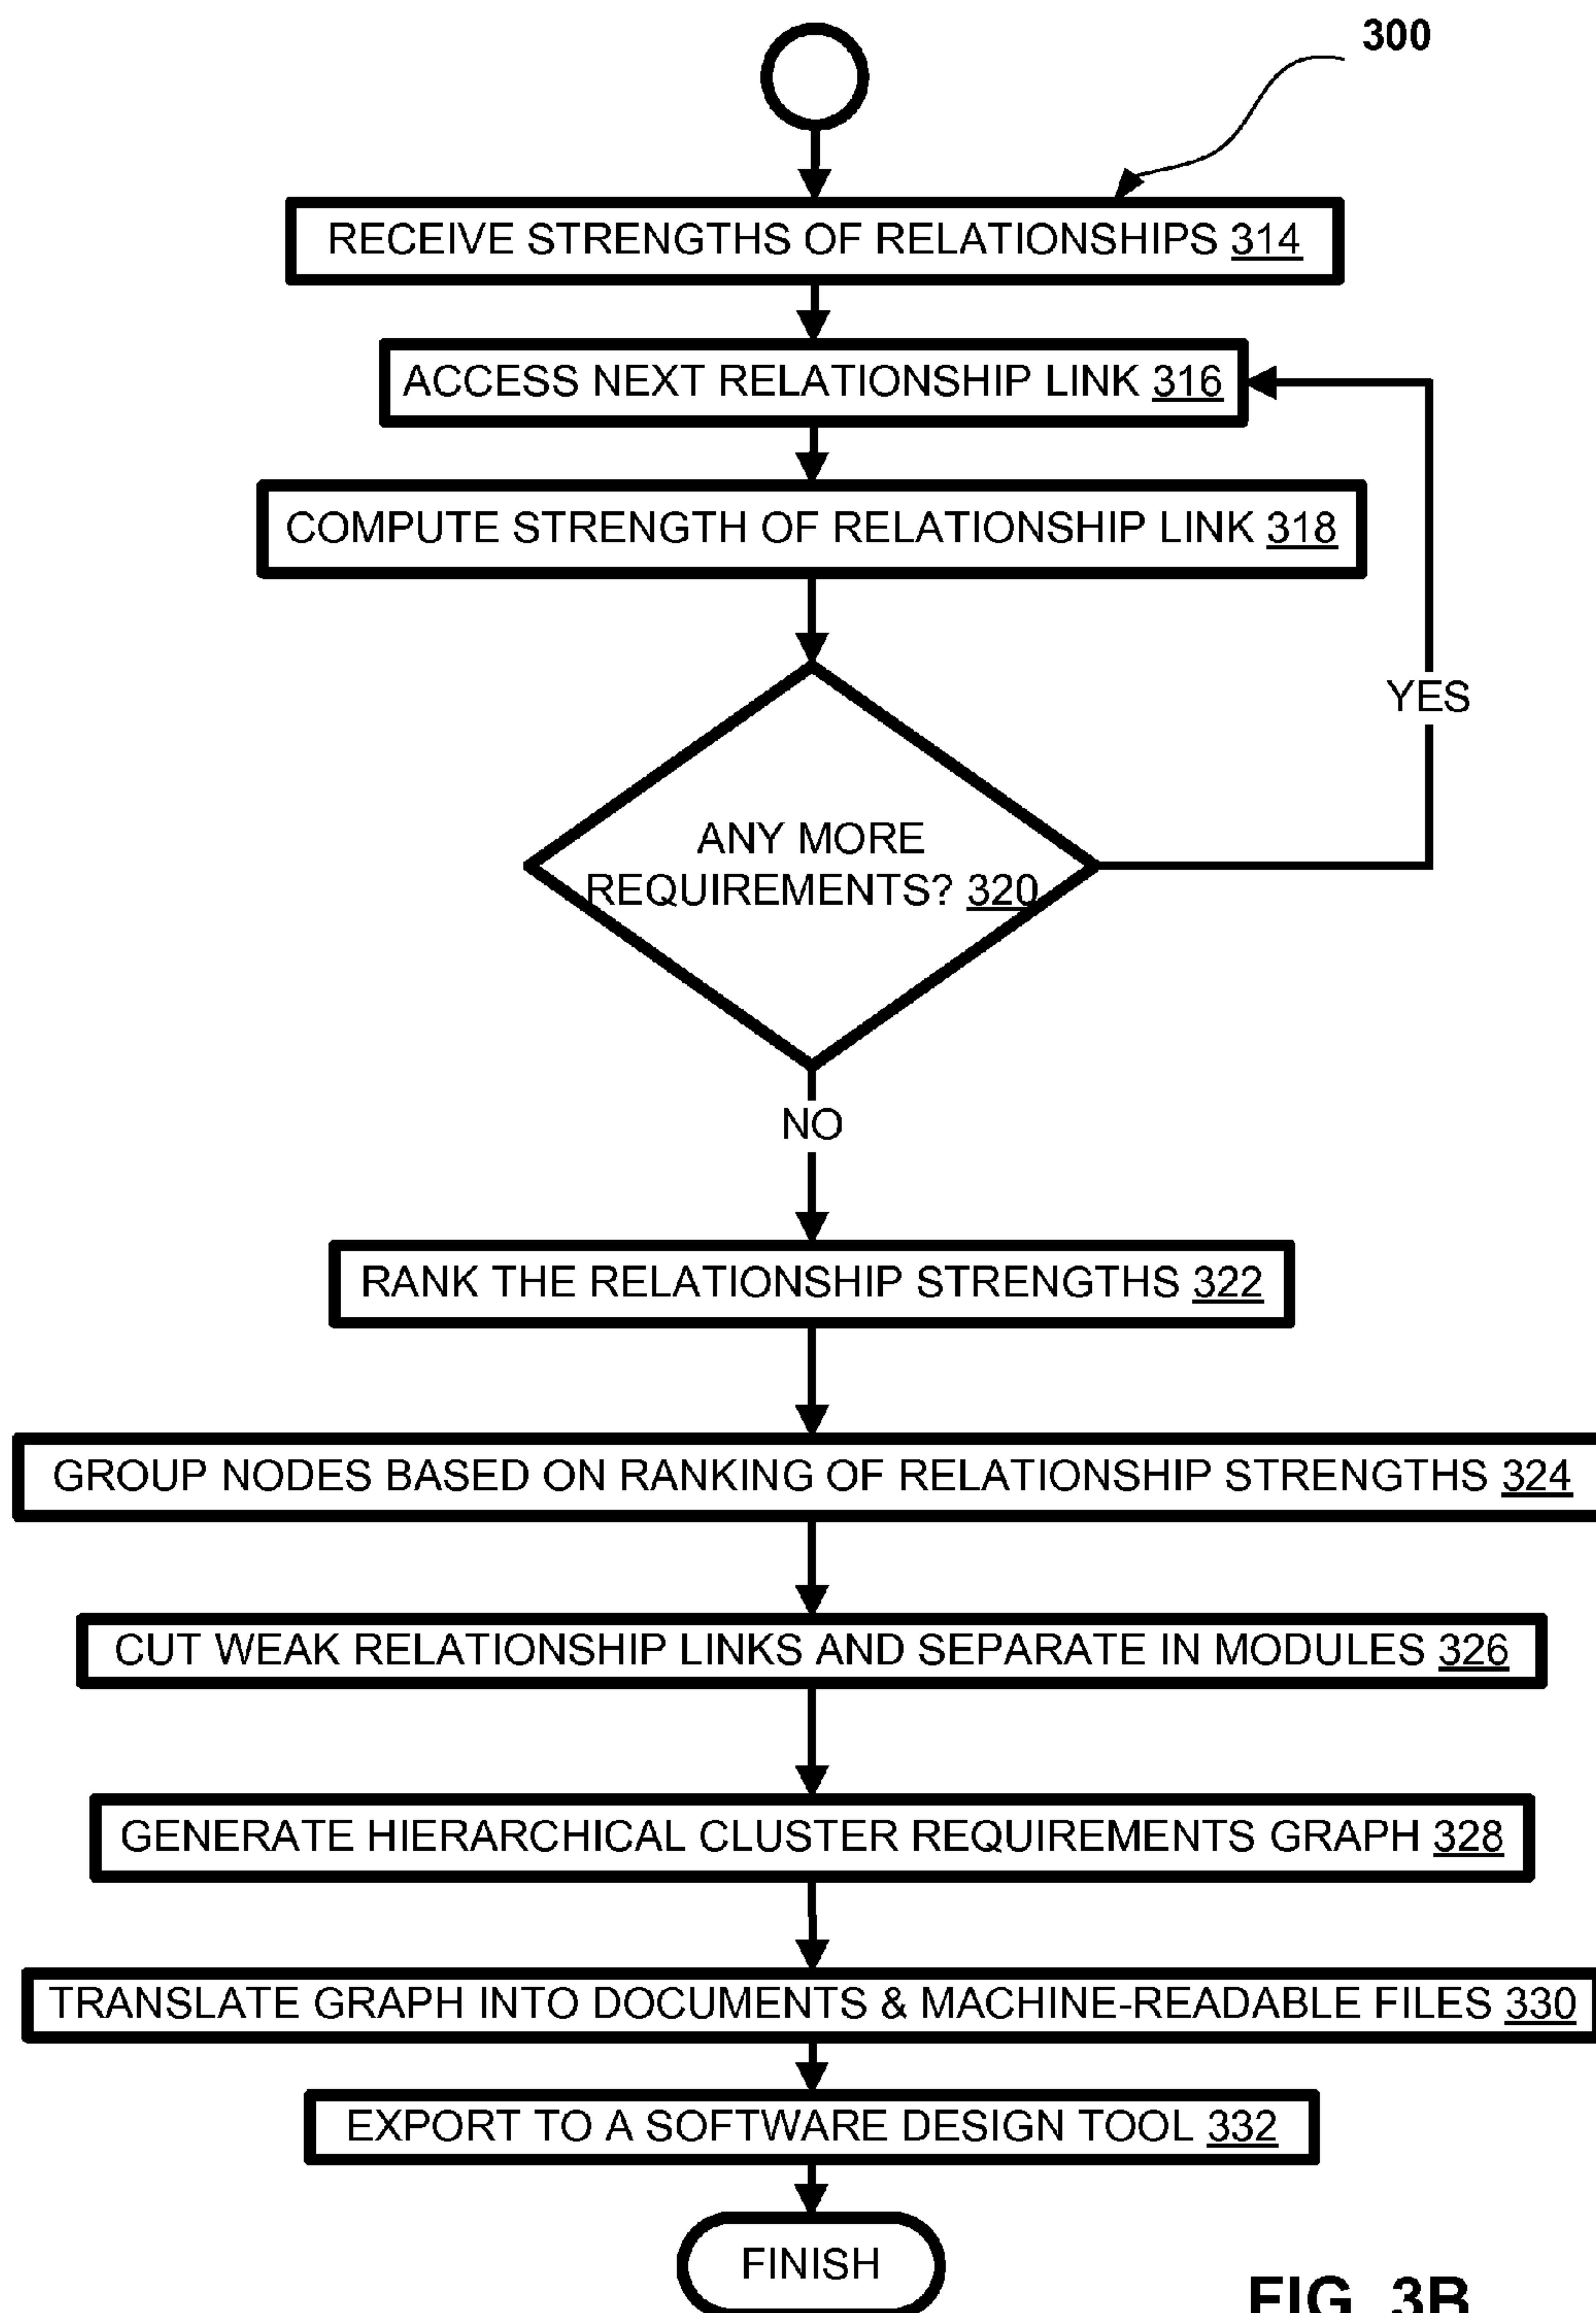 300
RECEIVE STRENGTHS OF RELATIONSHIPS 314
ACCESS NEXT RELATIONSHIP LINK 316
COMPUTE STRENGTH OF RELATIONSHIP LINK 318
YES
ANY MORE
REQUIREMENTS? 320
NO
RANK THE RELATIONSHIP STRENGTHS 322
GROUP NODES BASED ON RANKING OF RELATIONSHIP STRENGTHS 324
CUT WEAK RELATIONSHIP LINKS AND SEPARATE IN MODULES 326
GENERATE HIERARCHICAL CLUSTER REQUIREMENTS GRAPH 328
TRANSLATE GRAPH INTO DOCUMENTS & MACHINE-READABLE FILES 330
EXPORT TO A SOFTWARE DESIGN TOOL 332
FINISH
FIG. 3B